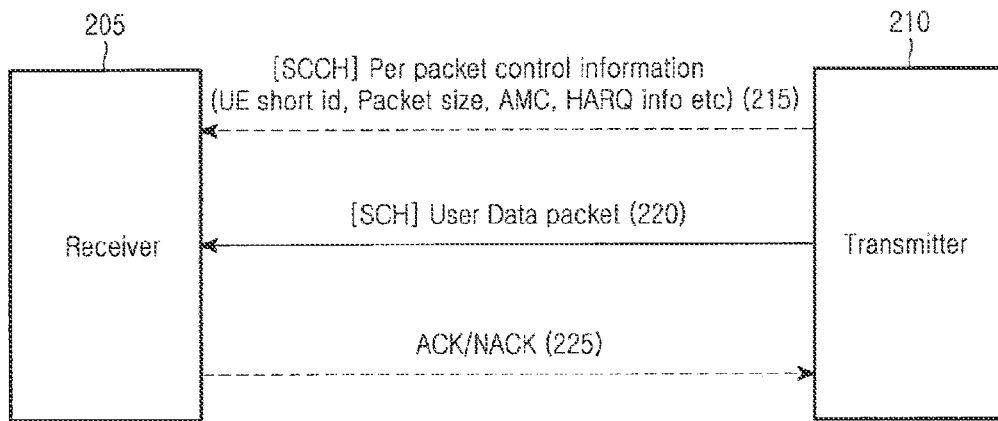 205
210
[SCCH] Per packet control information
(UE short id, Packet size, AMC, HARQ info etc) (215)
[SCH] User Data packet (220)
Receiver
Transmitter
ACK/NACK (225)